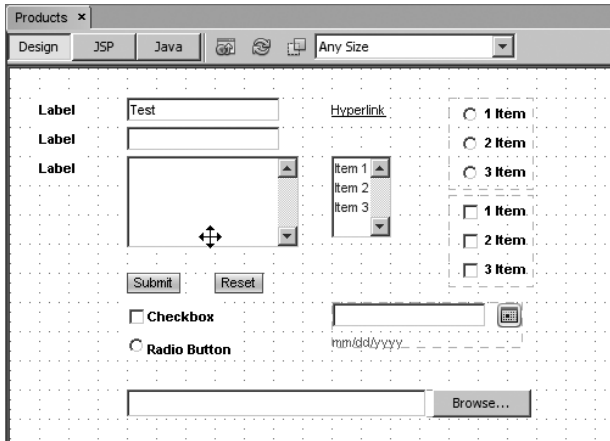 Products ×
Design JSP Java Any Size
Label Test Hyperlink 1 Item
Label 2 Item
Label Item 1 3 Item
Item 2
Item 3 1 Item
2 Item
Submit Reset 3 Item
Checkbox
Radio Button mm/dd/yyyy
Browse...